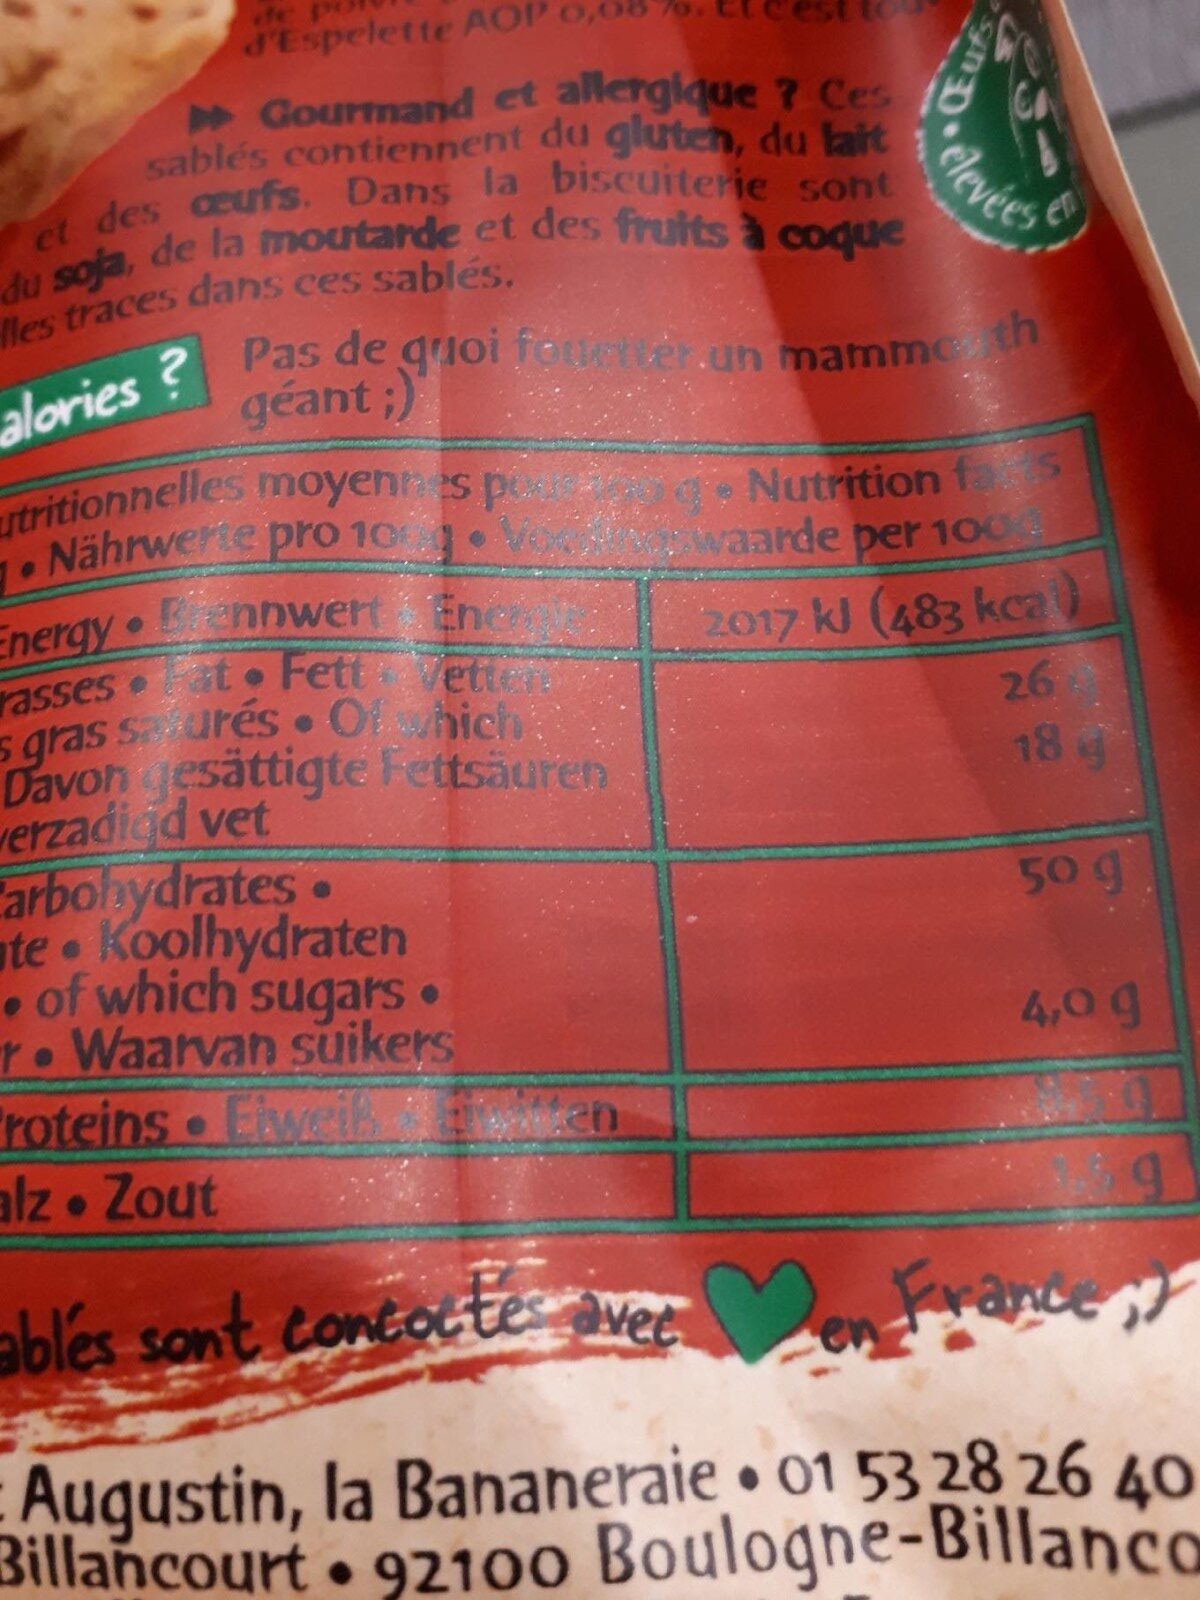 d'Espelette AOP 0,08%. Et c'est tou
Gourmand et allergique ? Ces
sablés contiennent du gluten, du lait
et des œufs. Dans la biscuiterie sont
du soja, de la moutarde et des fruits à coque
lles traces dans ces sablés.
Œufs
élevées en
alories ?
Pas de quoi fouetter un mammouth
géant ;)
utritionnelles moyennes pour 100 g • Nutrition facts
g • Nährwerte pro 100g • Voedingswaarde per 100g
Energy • Brennwert • Energie 2017 kJ (483 kcal)
rasses • Fat • Fett • Vetten 26 g
s gras saturés • Of which 18 g
Davon gesättigte Fettsäuren
verzadigd vet
Carbohydrates • 50 g
ate • Koolhydraten
• of which sugars • 4,0 g
r • Waarvan suikers
Proteins • Eiweiß • Eiwitten 8,5 g
alz • Zout 1,5 g
ablés sont concoctés avec en France ;)
Augustin, la Bananeraie • 01 53 28 26 40
Billancourt • 92100 Boulogne-Billanco